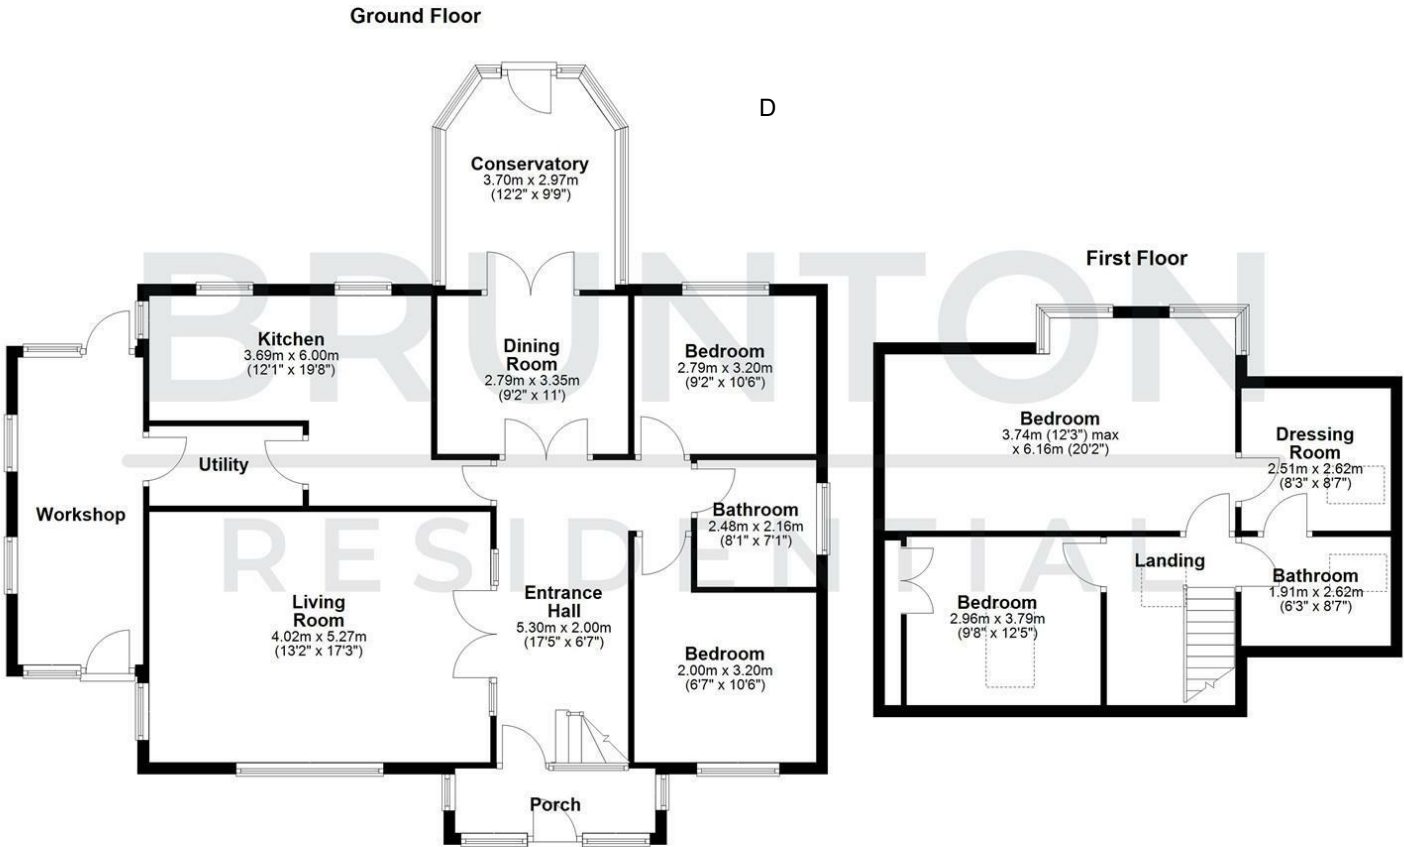 Ground Floor
D
Conservatory
3.70m x 2.97m
(12'2" x 9'9")
BRUNTON
RESIDENTIAL
Kitchen
3.69m x 6.00m
(12'1" x 19'8")
Dining
Room
2.79m x 3.35m
(9'2" x 11')
Bedroom
2.79m x 3.20m
(9'2" x 10'6")
Utility
Workshop
Bathroom
2.48m x 2.16m
(8'1" x 7'1")
Living
Room
4.02m x 5.27m
(13'2" x 17'3")
Entrance
Hall
5.30m x 2.00m
(17'5" x 6'7")
Bedroom
2.00m x 3.20m
(6'7" x 10'6")
Porch
First Floor
Bedroom
3.74m (12'3") max
x 6.16m (20'2")
Dressing
Room
2.51m x 2.62m
(8'3" x 8'7")
Landing
Bedroom
2.96m x 3.79m
(9'8" x 12'5")
Bathroom
1.91m x 2.62m
(6'3" x 8'7")